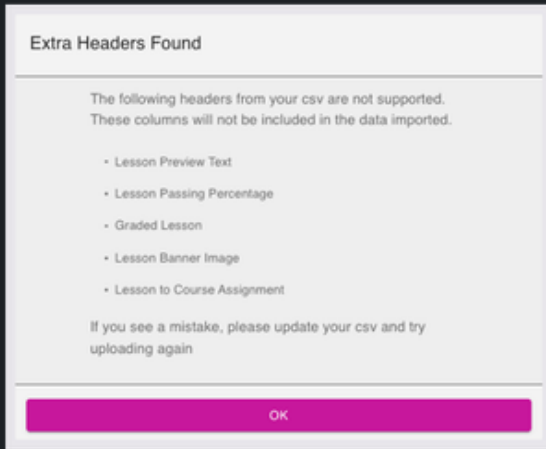 Extra Headers Found
The following headers from your csv are not supported.
These columns will not be included in the data imported.
• Lesson Preview Text
• Lesson Passing Percentage
• Graded Lesson
• Lesson Banner Image
• Lesson to Course Assignment
If you see a mistake, please update your csv and try
uploading again
OK